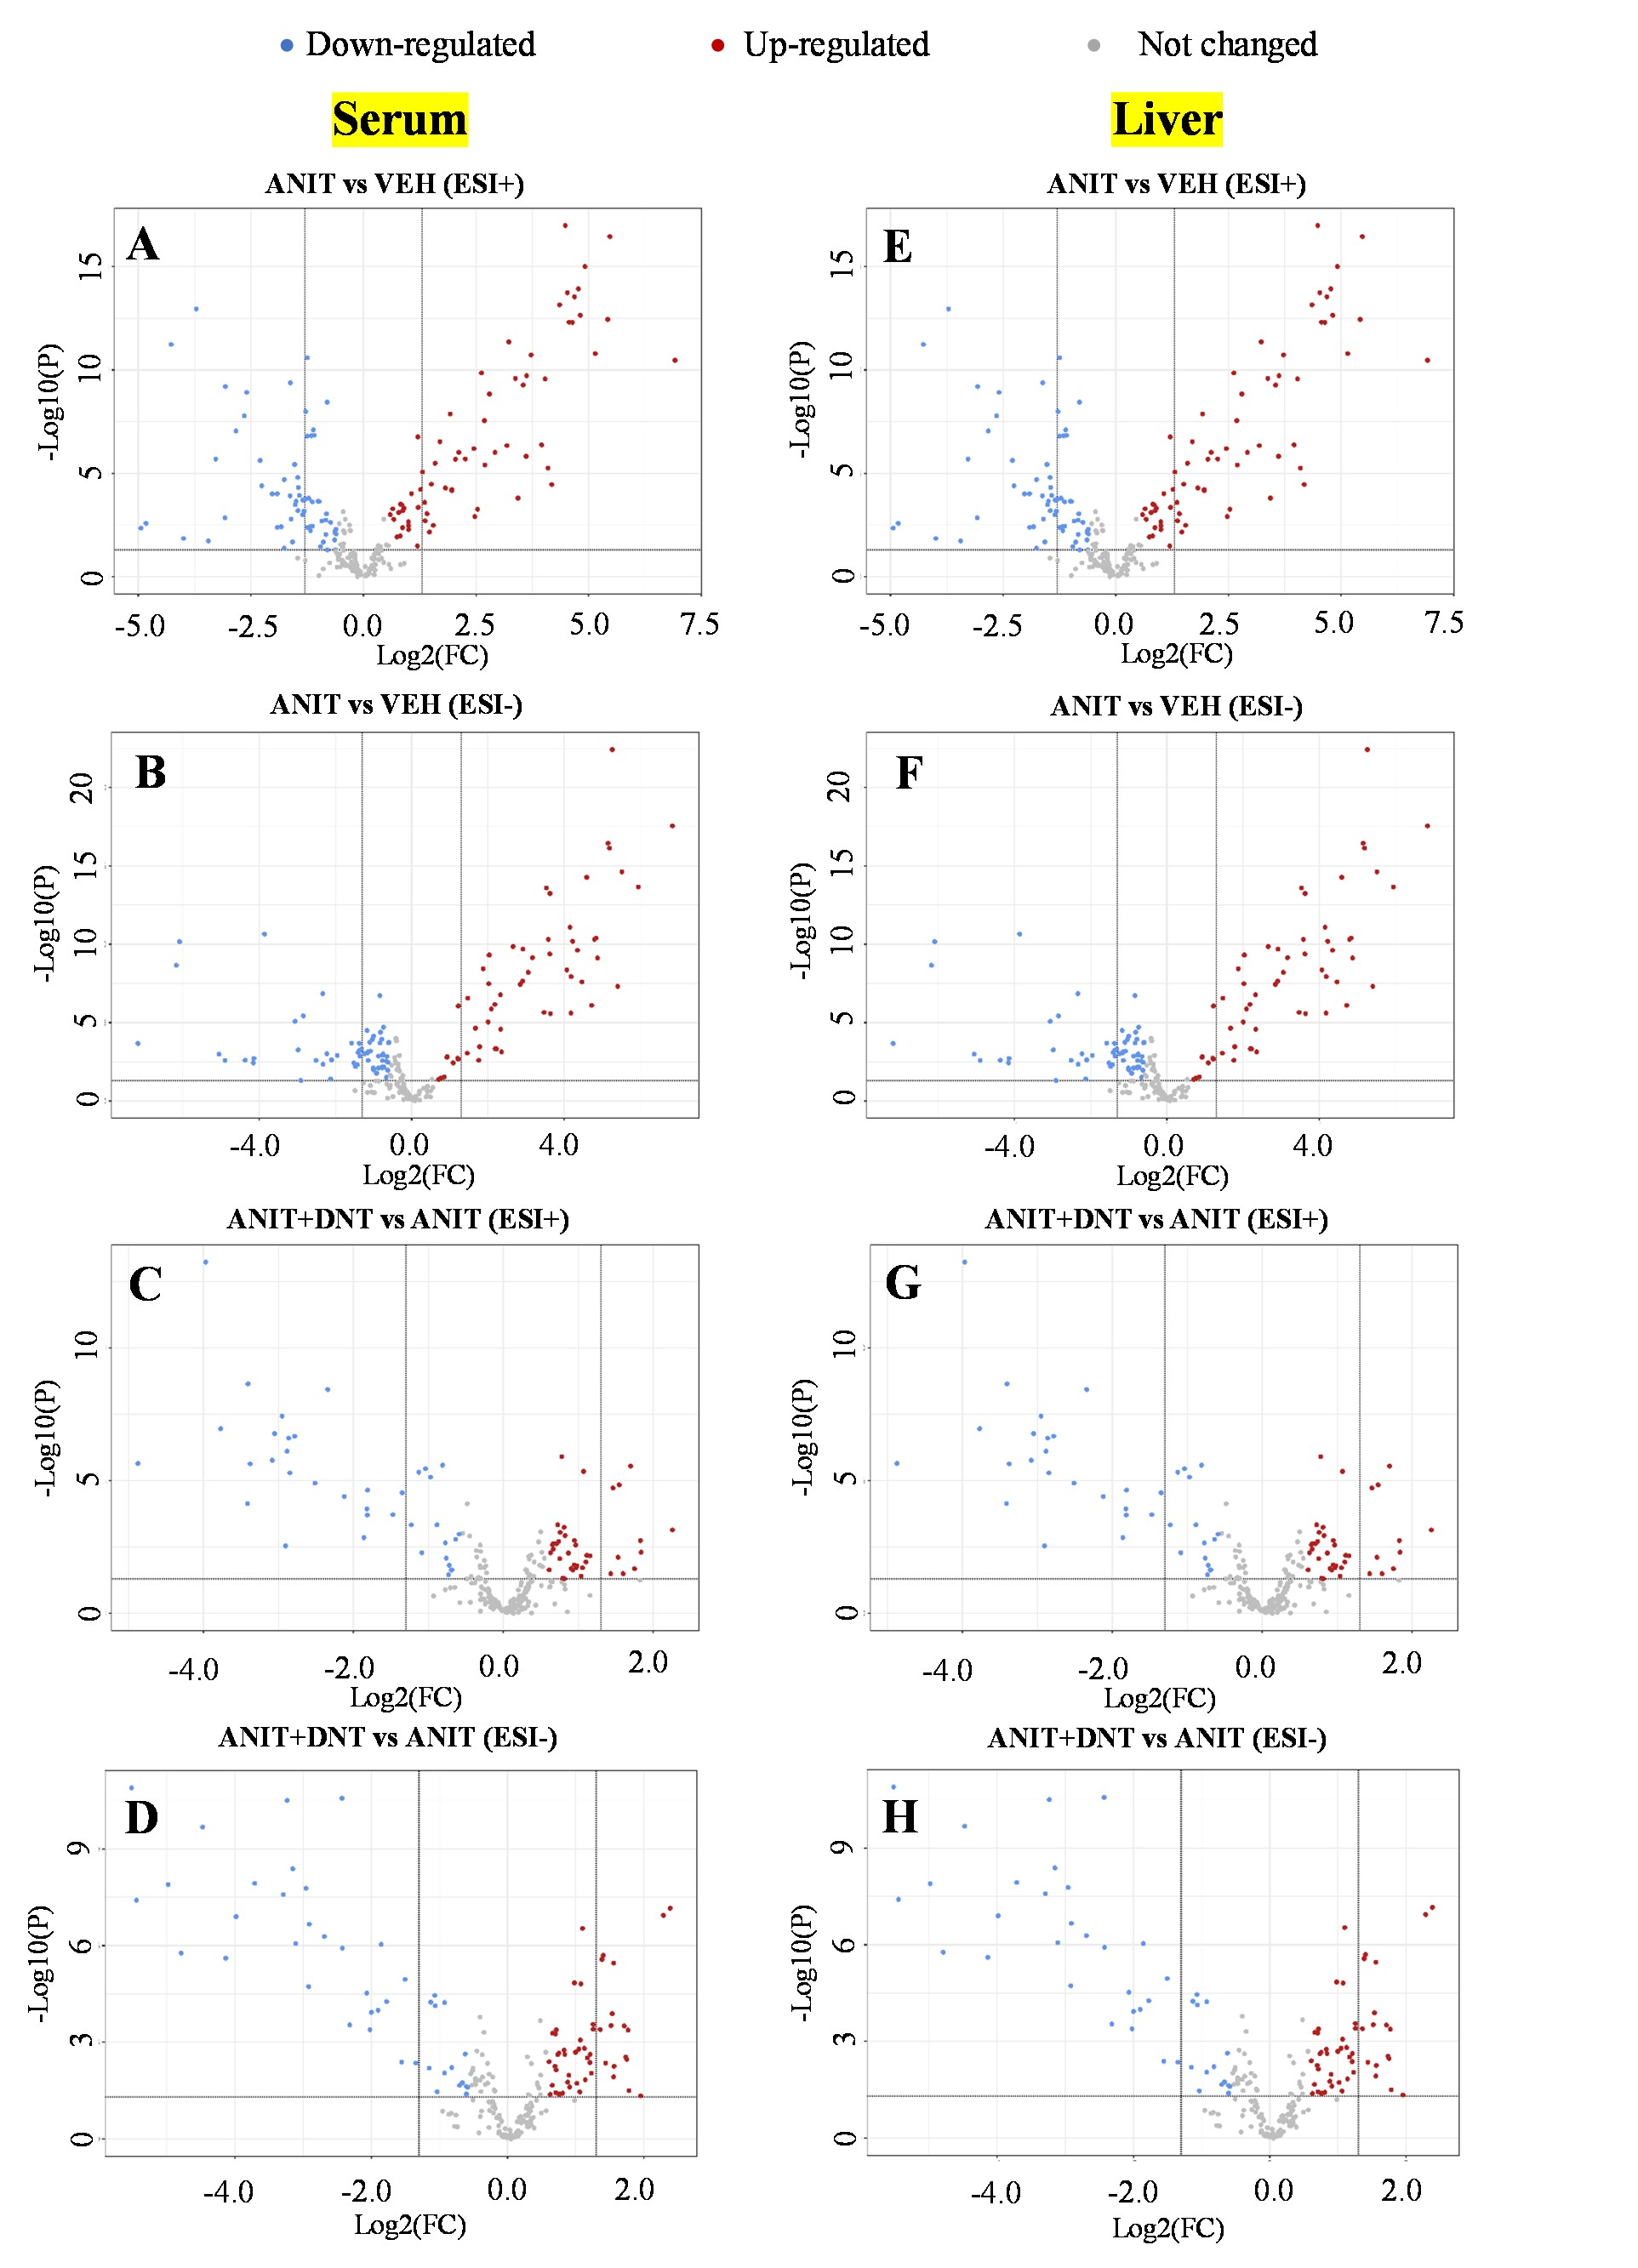 Down-regulated Up-regulated Not changed
Serum Liver
ANIT vs VEH (ESI+) ANIT vs VEH (ESI+)
A E
-Log10(P) -Log10(P)
15 15
10 10
5 5
0 0
-5.0 -2.5 0.0 2.5 5.0 7.5 -5.0 -2.5 0.0 2.5 5.0 7.5
Log2(FC) Log2(FC)
ANIT vs VEH (ESI-) ANIT vs VEH (ESI-)
B F
-Log10(P) -Log10(P)
20 20
15 15
10 10
5 5
0 0
-4.0 0.0 4.0 -4.0 0.0 4.0
Log2(FC) Log2(FC)
ANIT+DNT vs ANIT (ESI+) ANIT+DNT vs ANIT (ESI+)
C G
-Log10(P) -Log10(P)
10 10
5 5
0 0
-4.0 -2.0 0.0 2.0 -4.0 -2.0 0.0 2.0
Log2(FC) Log2(FC)
ANIT+DNT vs ANIT (ESI-) ANIT+DNT vs ANIT (ESI-)
D H
-Log10(P) -Log10(P)
9 9
6 6
3 3
0 0
-4.0 -2.0 0.0 2.0 -4.0 -2.0 0.0 2.0
Log2(FC) Log2(FC)